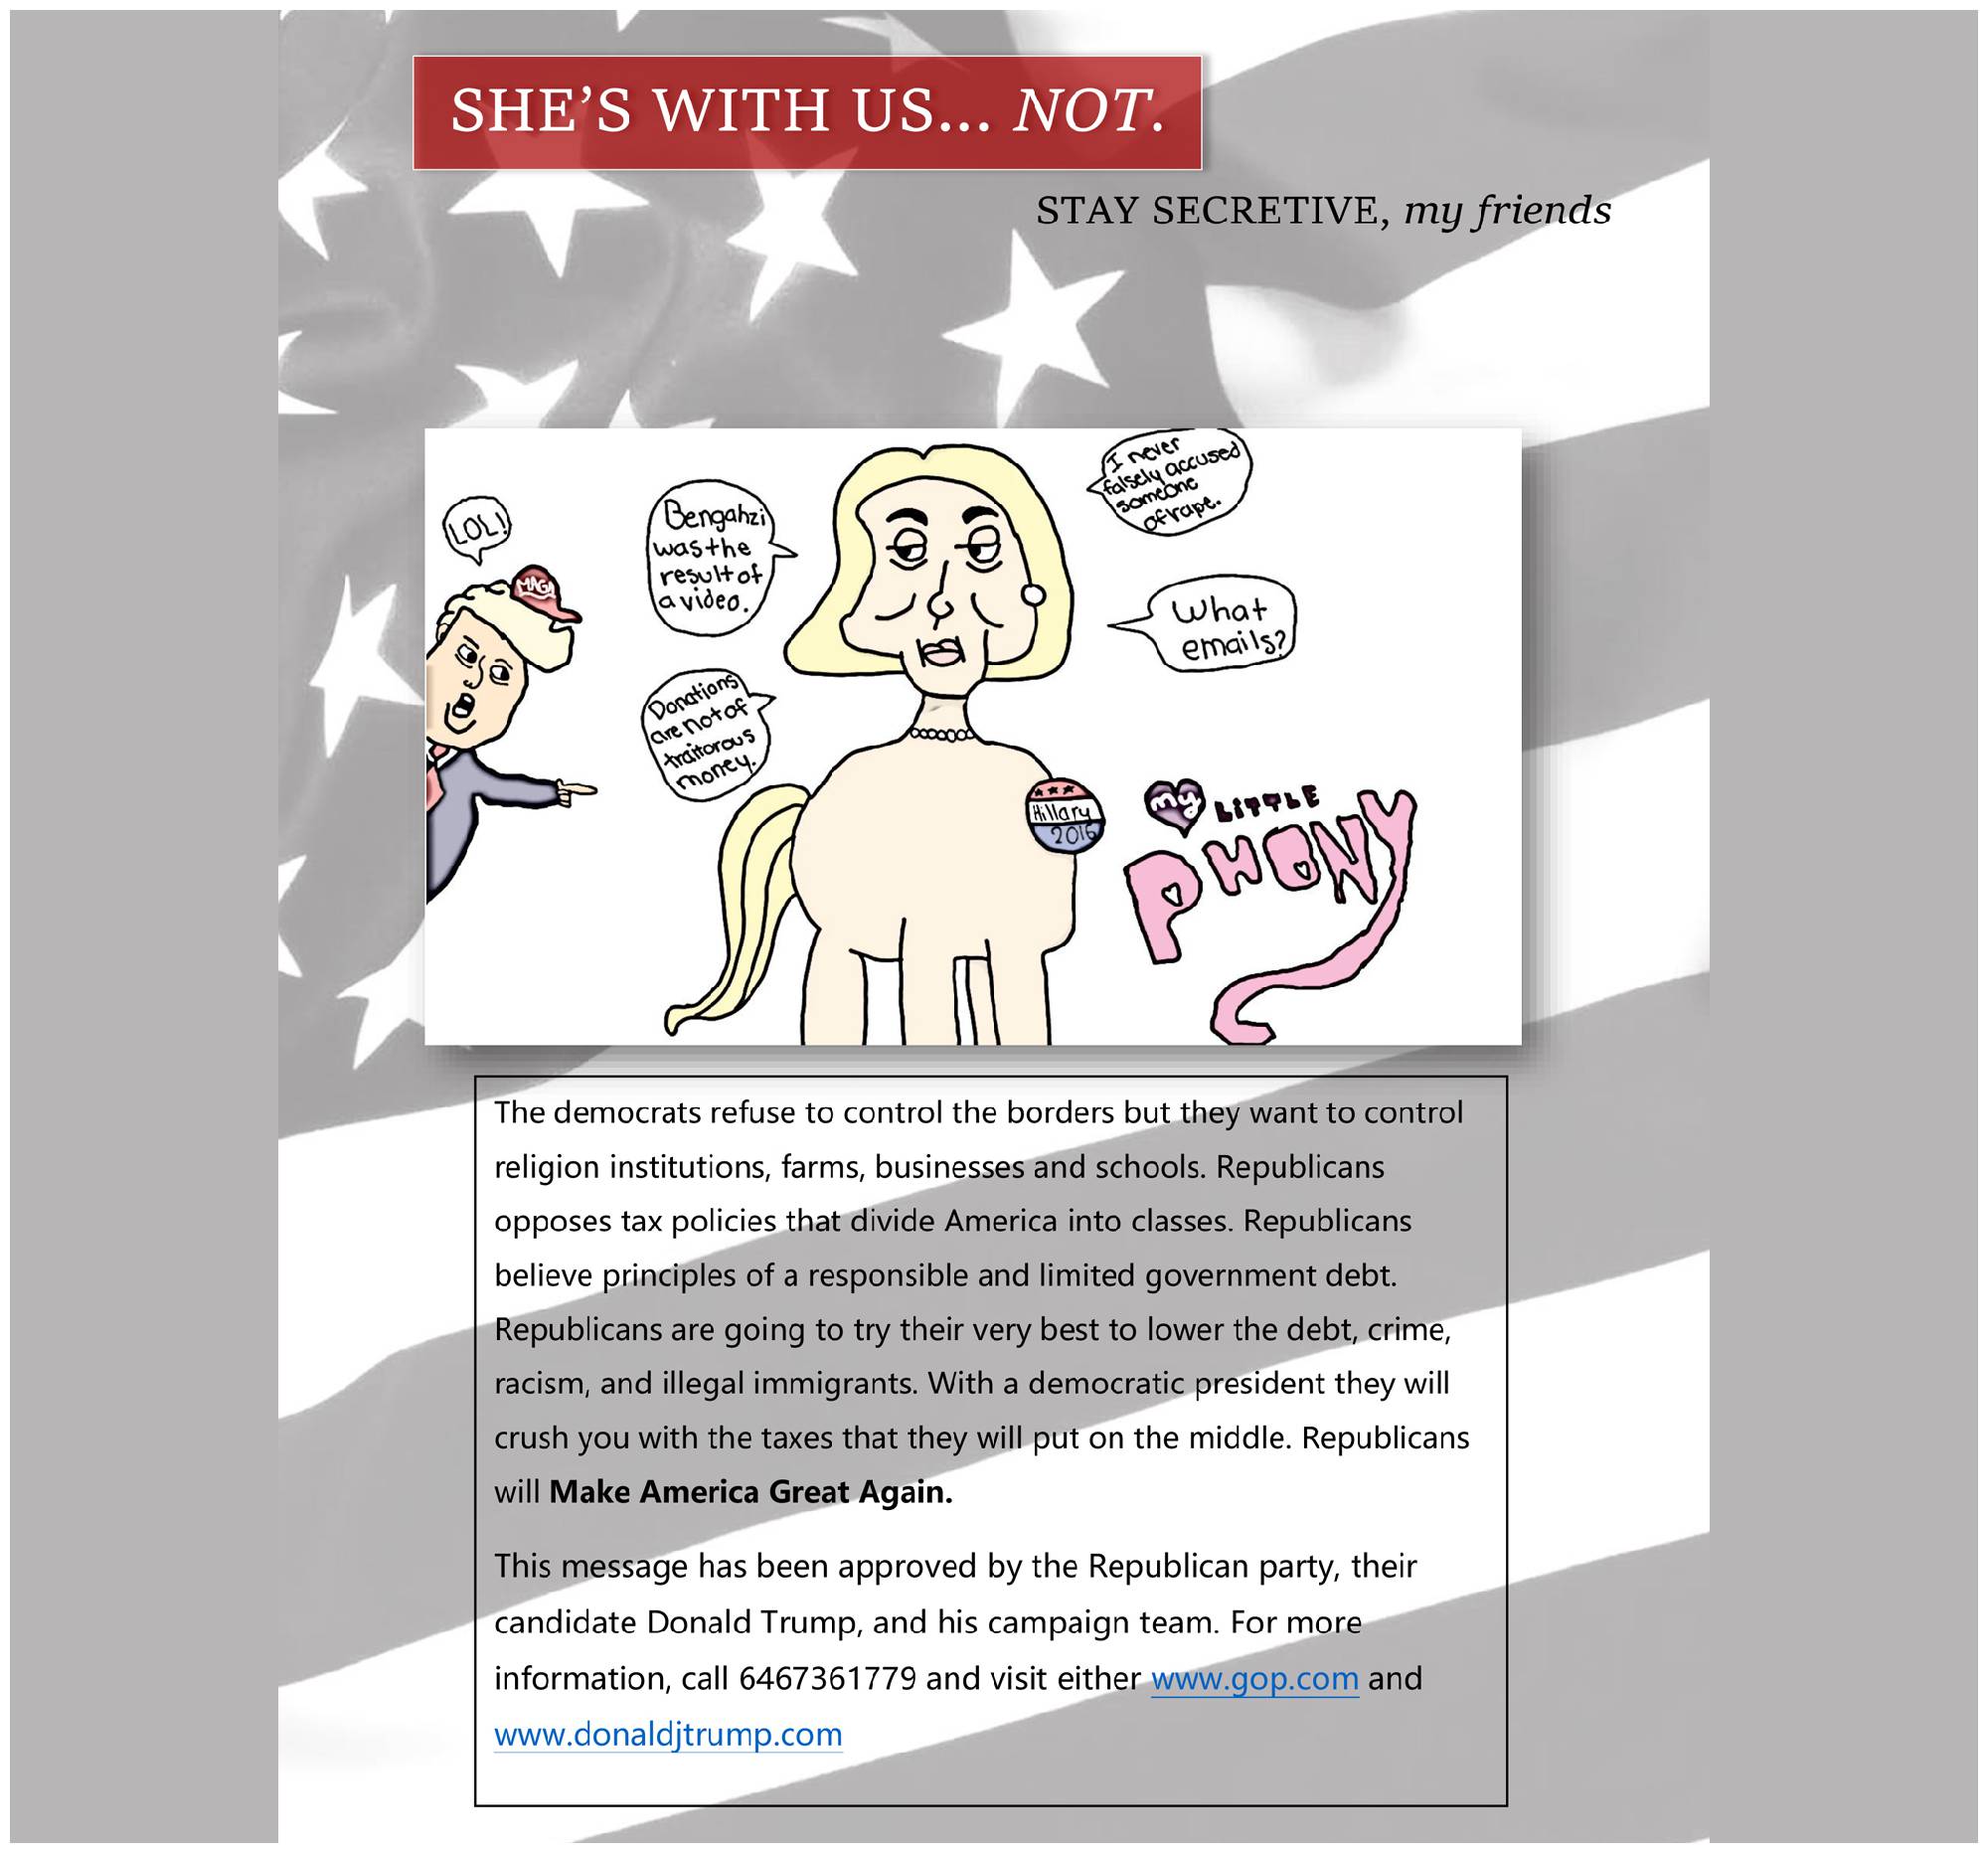 SHE'S WITH US... NOT.
STAY SECRETIVE, my friends
LOL!
MAGA
Bengahzi
was the
result of
a video.
Donations
are not of
traitorous
money.
I never
falsely accused
someone
of rape.
What
emails?
Hillary
2016
my LITTLE
PHONY
The democrats refuse to control the borders but they want to control
religion institutions, farms, businesses and schools. Republicans
opposes tax policies that divide America into classes. Republicans
believe principles of a responsible and limited government debt.
Republicans are going to try their very best to lower the debt, crime,
racism, and illegal immigrants. With a democratic president they will
crush you with the taxes that they will put on the middle. Republicans
will Make America Great Again.
This message has been approved by the Republican party, their
candidate Donald Trump, and his campaign team. For more
information, call 6467361779 and visit either www.gop.com and
www.donaldjtrump.com